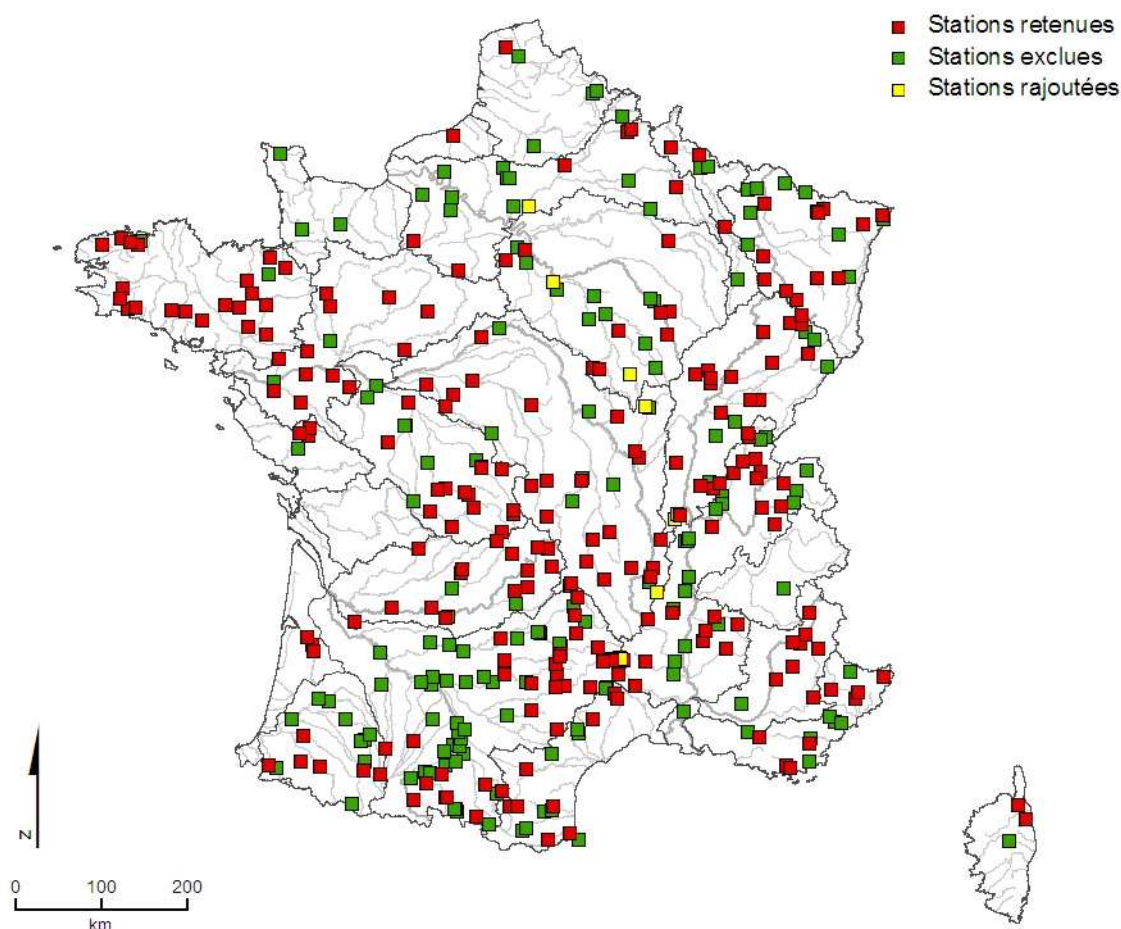 Stations retenues
Stations exclues
Stations rajoutées
z
0 100 200
km